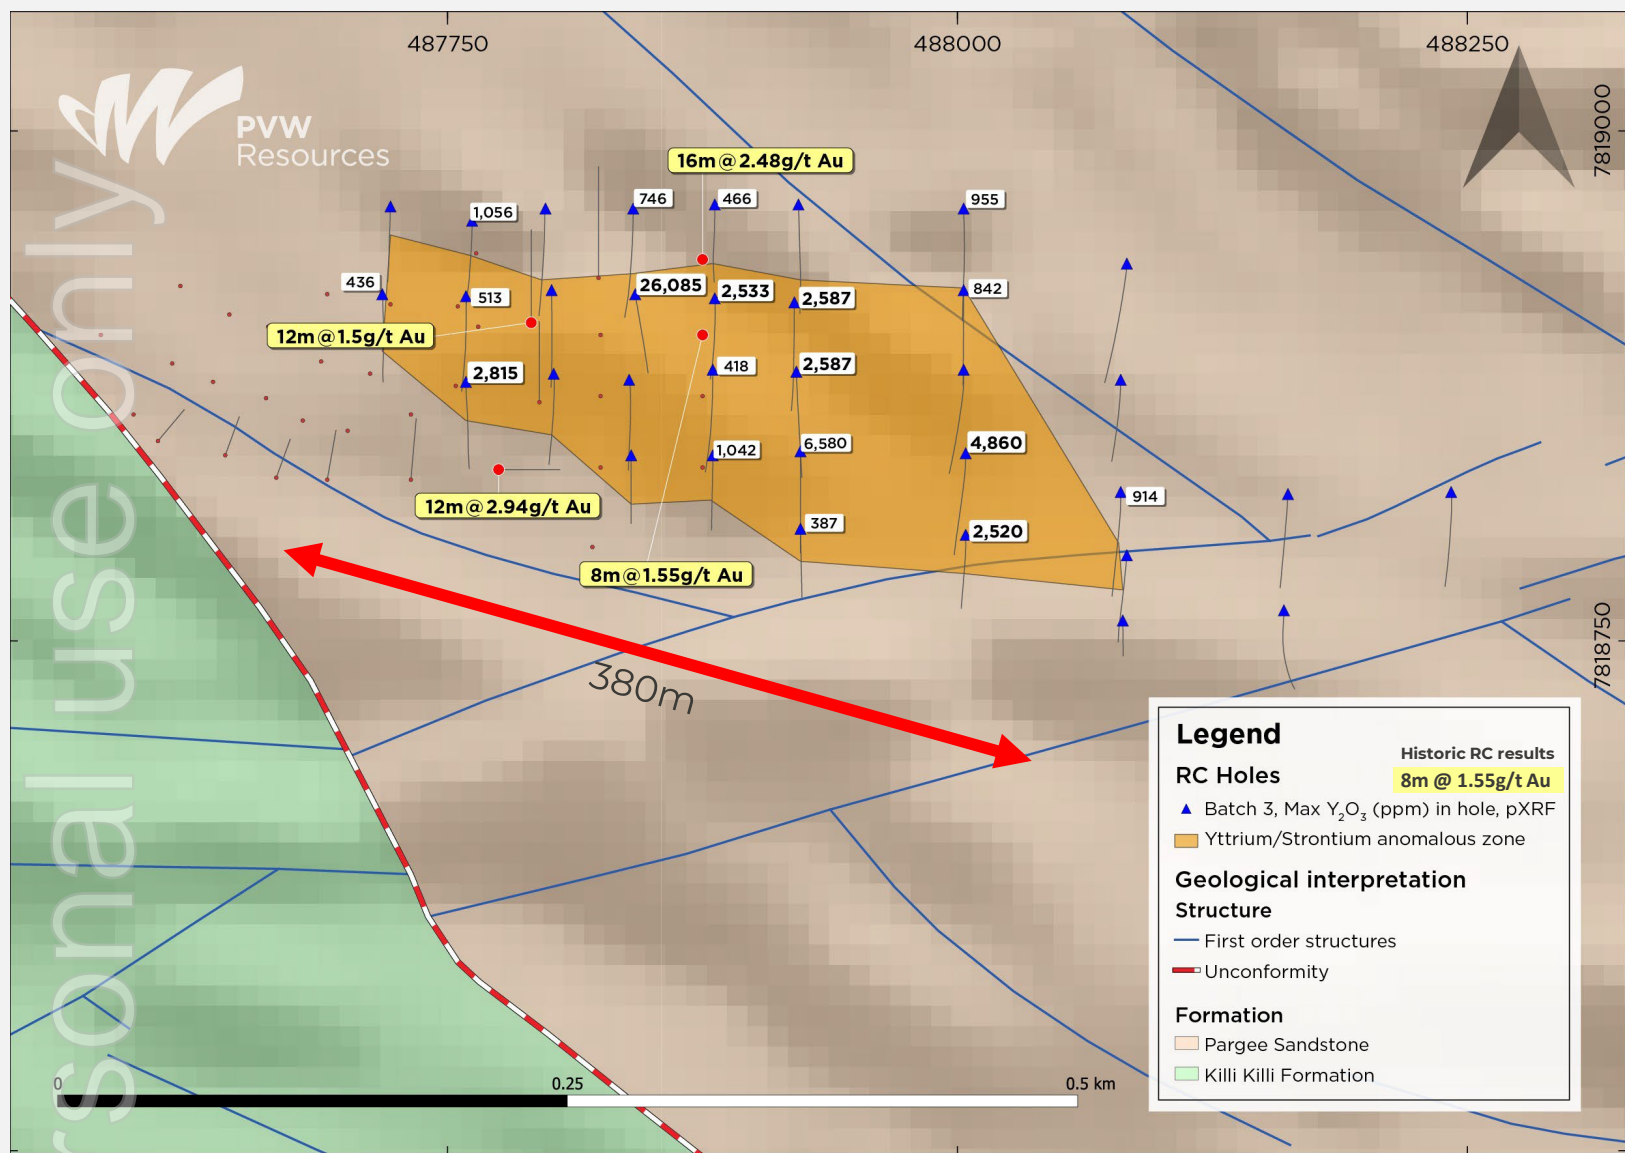 487750
488000
488250
7819000
7818750
PVW
Resources
rsonal use only
16m@2.48g/t Au
1,056
746
466
955
436
513
26,085
2,533
2,587
842
12m@1.5g/t Au
2,815
418
2,587
1,042
6,580
4,860
12m@2.94g/t Au
914
387
2,520
8m@1.55g/t Au
380m
Legend
Historic RC results
RC Holes
8m @ 1.55g/t Au
Batch 3, Max Y₂O₃ (ppm) in hole, pXRF
Yttrium/Strontium anomalous zone
Geological interpretation
Structure
First order structures
Unconformity
Formation
Pargee Sandstone
Killi Killi Formation
0
0.25
0.5 km